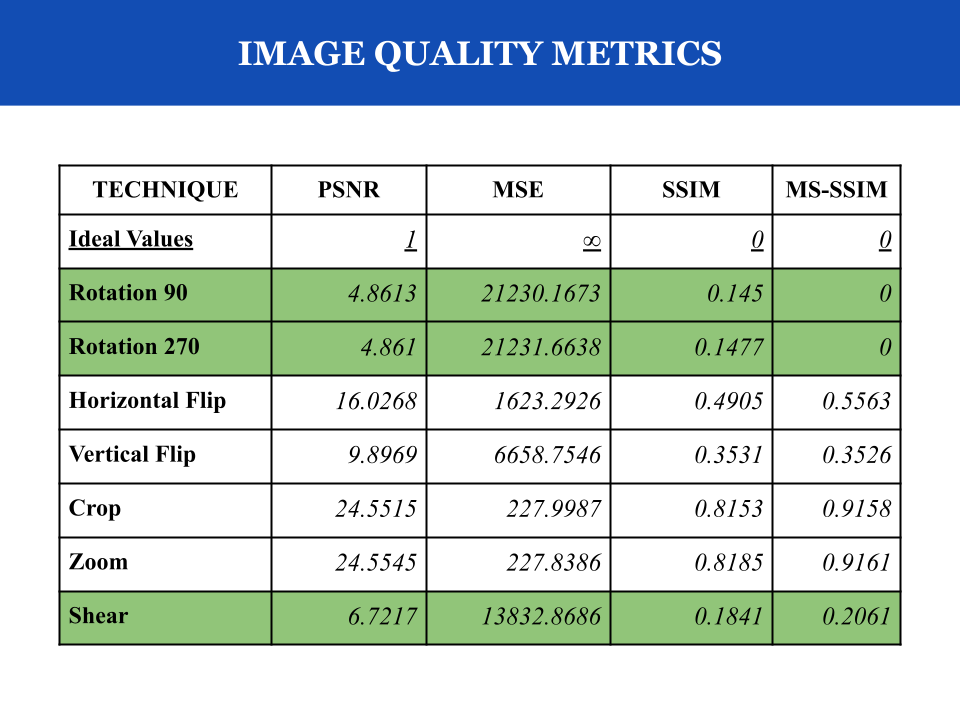 IMAGE QUALITY METRICS
TECHNIQUE PSNR MSE SSIM MS-SSIM
Ideal Values 1 ∞ 0 0
Rotation 90 4.8613 21230.1673 0.145 0
Rotation 270 4.861 21231.6638 0.1477 0
Horizontal Flip 16.0268 1623.2926 0.4905 0.5563
Vertical Flip 9.8969 6658.7546 0.3531 0.3526
Crop 24.5515 227.9987 0.8153 0.9158
Zoom 24.5545 227.8386 0.8185 0.9161
Shear 6.7217 13832.8686 0.1841 0.2061